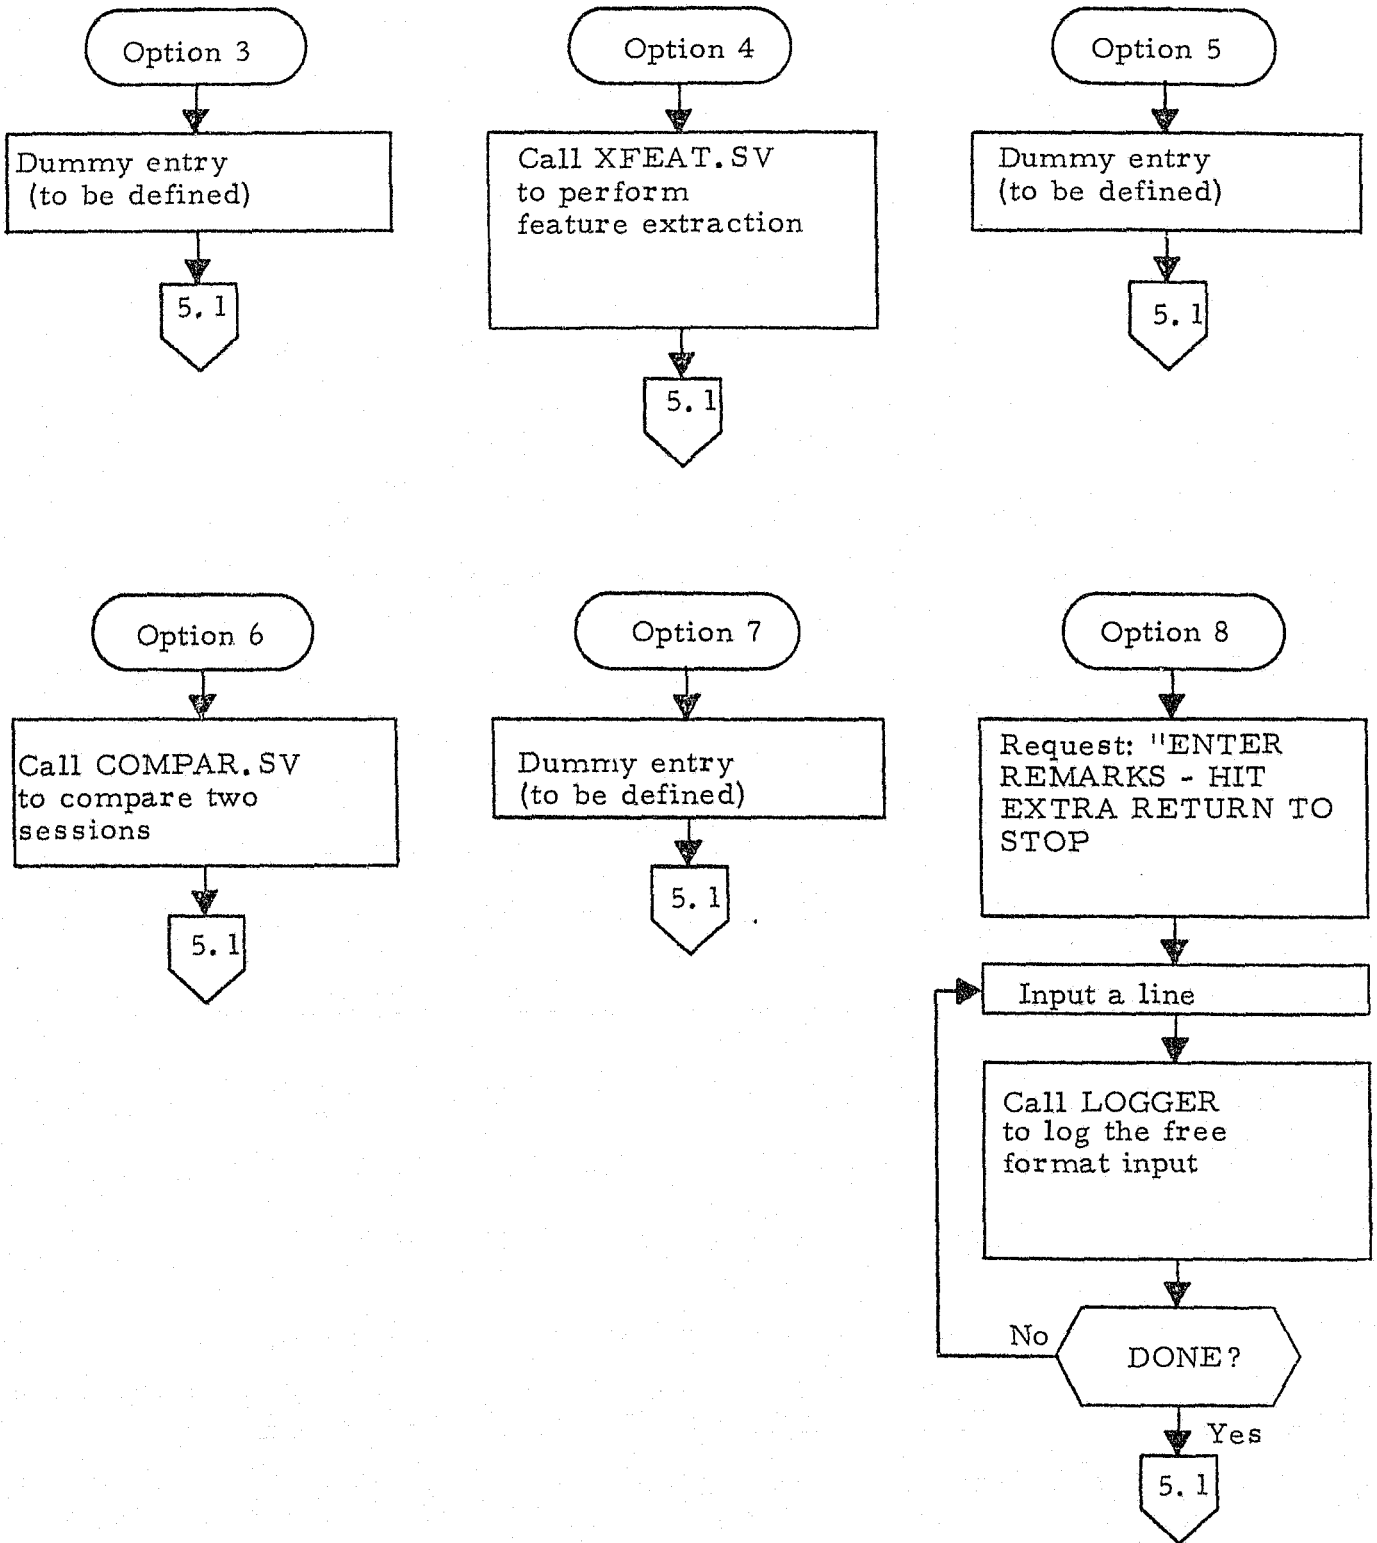 Option 3
Dummy entry
(to be defined)
5.1
Option 4
Call XFEAT.SV
to perform
feature extraction
5.1
Option 5
Dummy entry
(to be defined)
5.1
Option 6
Call COMPAR.SV
to compare two
sessions
5.1
Option 7
Dummy entry
(to be defined)
5.1
Option 8
Request: "ENTER
REMARKS - HIT
EXTRA RETURN TO
STOP
Input a line
Call LOGGER
to log the free
format input
No
DONE?
Yes
5.1